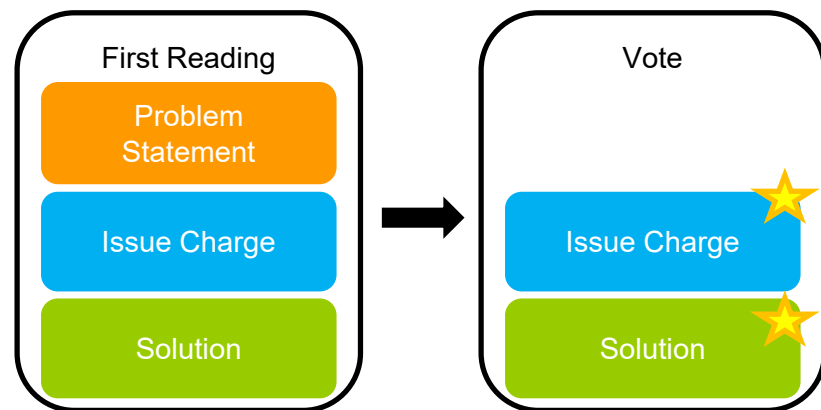 First Reading
Problem
Statement
Issue Charge
Solution
Vote
Issue Charge
Solution